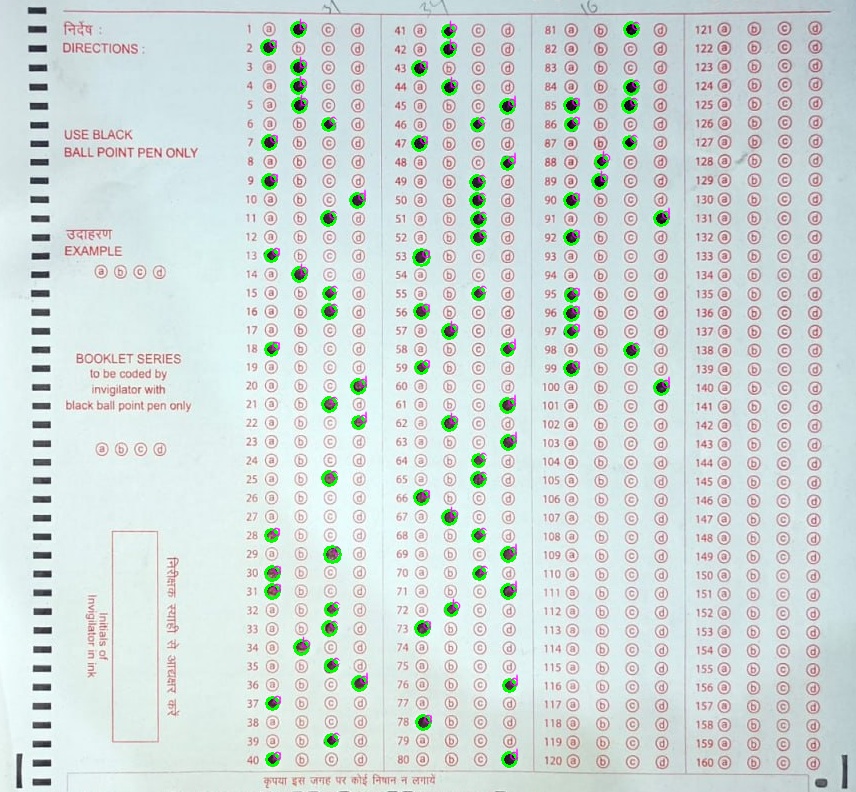 31 34 16
निर्देष :
DIRECTIONS :
USE BLACK
BALL POINT PEN ONLY
उदाहरण
EXAMPLE
a b c d
BOOKLET SERIES
to be coded by
invigilator with
black ball point pen only
a b c d
निरीक्षक स्याही से आद्यक्षर करें
Initials of
Invigilator in ink
1 a c d 41 a c d 81 a b d 121 a b c d
2 b c d 42 a c d 82 a b c d 122 a b c d
3 a c d 43 b c d 83 a b c d 123 a b c d
4 a c d 44 a c d 84 a b d 124 a b c d
5 a c d 45 a b c 85 b d 125 a b c d
6 a b d 46 a b d 86 b c d 126 a b c d
7 b c d 47 b c d 87 a b d 127 a b c d
8 a b c d 48 a b c 88 a c d 128 a b c d
9 b c d 49 a b d 89 a c d 129 a b c d
10 a b c 50 a b d 90 b c d 130 a b c d
11 a b d 51 a b d 91 a b c 131 a b c d
12 a b c d 52 a b d 92 b c d 132 a b c d
13 b c d 53 b c d 93 a b c d 133 a b c d
14 a c d 54 a b c d 94 a b c d 134 a b c d
15 a b d 55 a b d 95 b c d 135 a b c d
16 a b d 56 b c d 96 b c d 136 a b c d
17 a b c d 57 a c d 97 b c d 137 a b c d
18 b c d 58 a b c 98 a b d 138 a b c d
19 a b c d 59 b c d 99 b c d 139 a b c d
20 a b c 60 a b c d 100 a b c 140 a b c d
21 a b d 61 a b c 101 a b c d 141 a b c d
22 a b c 62 a c d 102 a b c d 142 a b c d
23 a b c d 63 a b c 103 a b c d 143 a b c d
24 a b c d 64 a b d 104 a b c d 144 a b c d
25 a b d 65 a b d 105 a b c d 145 a b c d
26 a b c d 66 b c d 106 a b c d 146 a b c d
27 a b c d 67 a c d 107 a b c d 147 a b c d
28 b c d 68 a b d 108 a b c d 148 a b c d
29 a b d 69 a b c 109 a b c d 149 a b c d
30 b c d 70 a b d 110 a b c d 150 a b c d
31 b c d 71 a b c 111 a b c d 151 a b c d
32 a b d 72 a c d 112 a b c d 152 a b c d
33 a b d 73 b c d 113 a b c d 153 a b c d
34 a c d 74 a b c d 114 a b c d 154 a b c d
35 a b d 75 a b c d 115 a b c d 155 a b c d
36 a b c 76 a b c 116 a b c d 156 a b c d
37 b c d 77 a b c d 117 a b c d 157 a b c d
38 a b c d 78 b c d 118 a b c d 158 a b c d
39 a b d 79 a b c d 119 a b c d 159 a b c d
40 b c d 80 a b c 120 a b c d 160 a b c d
कृपया इस जगह पर कोई निषान न लगायें